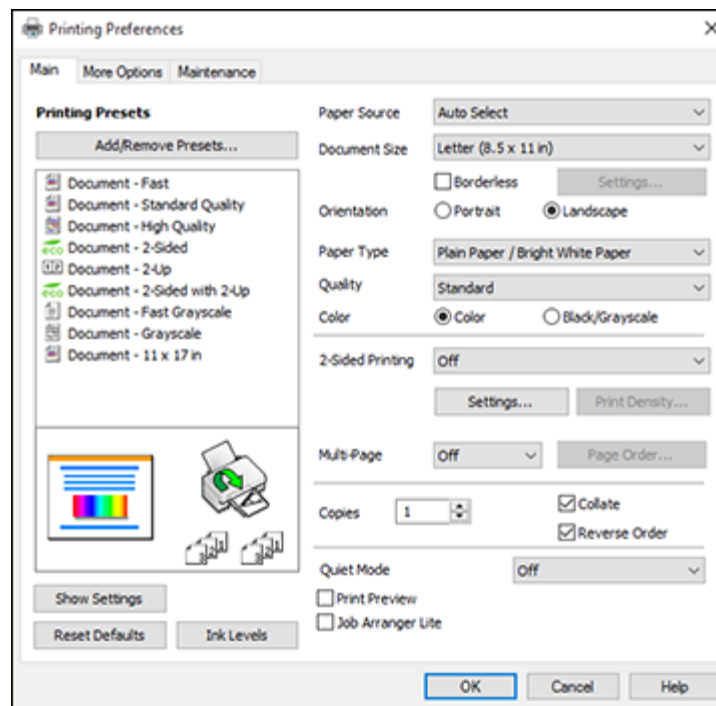 Printing Preferences
Main
More Options
Maintenance
Printing Presets
Add/Remove Presets...
Document - Fast
Document - Standard Quality
Document - High Quality
eco Document - 2-Sided
1 2 Document - 2-Up
eco Document - 2-Sided with 2-Up
Document - Fast Grayscale
Document - Grayscale
Document - 11 x 17 in
Show Settings
Reset Defaults
Ink Levels
Paper Source Auto Select
Document Size Letter (8.5 x 11 in)
Borderless Settings...
Orientation Portrait Landscape
Paper Type Plain Paper / Bright White Paper
Quality Standard
Color Color Black/Grayscale
2-Sided Printing Off
Settings... Print Density...
Multi-Page Off Page Order...
Copies 1 Collate
Reverse Order
Quiet Mode Off
Print Preview
Job Arranger Lite
OK Cancel Help